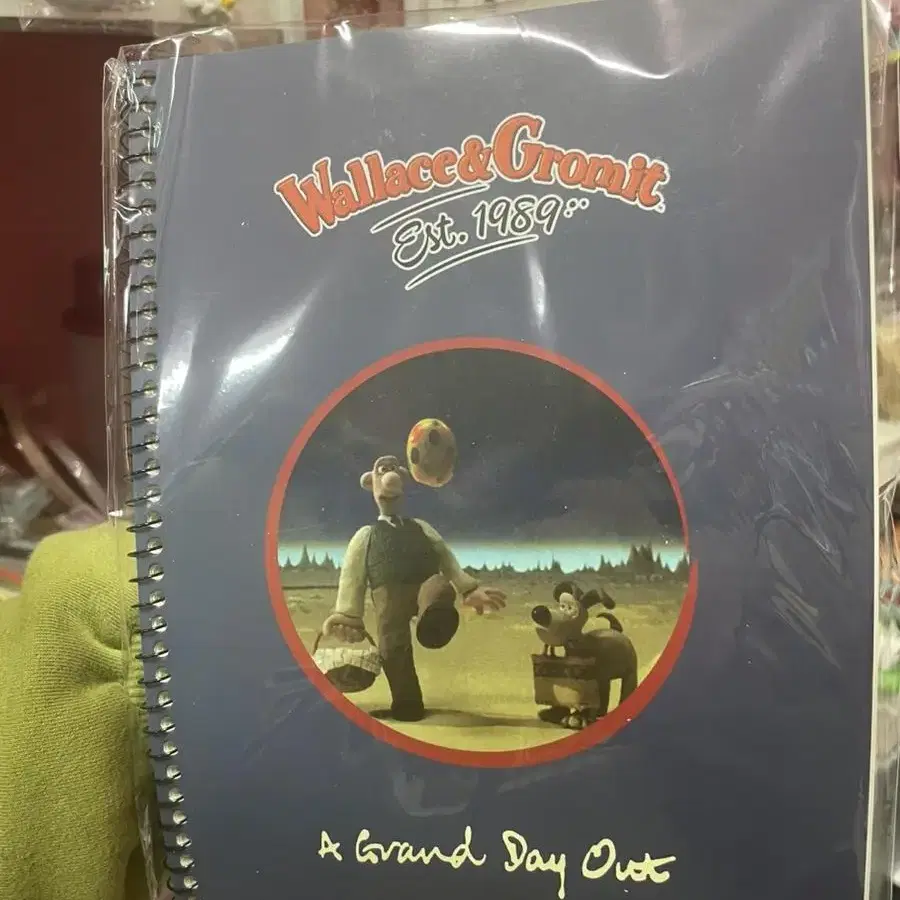 Wallace & Gromit
Est. 1989
A Grand Day Out